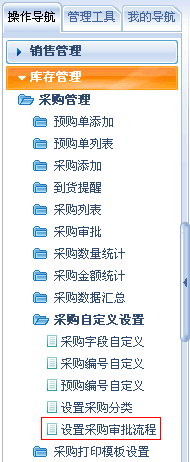 操作导航 管理工具 我的导航
销售管理
库存管理
采购管理
预购单添加
预购单列表
采购添加
到货提醒
采购列表
采购审批
采购数量统计
采购金额统计
采购数据汇总
采购自定义设置
采购字段自定义
采购编号自定义
预购编号自定义
设置采购分类
设置采购审批流程
采购打印模板设置